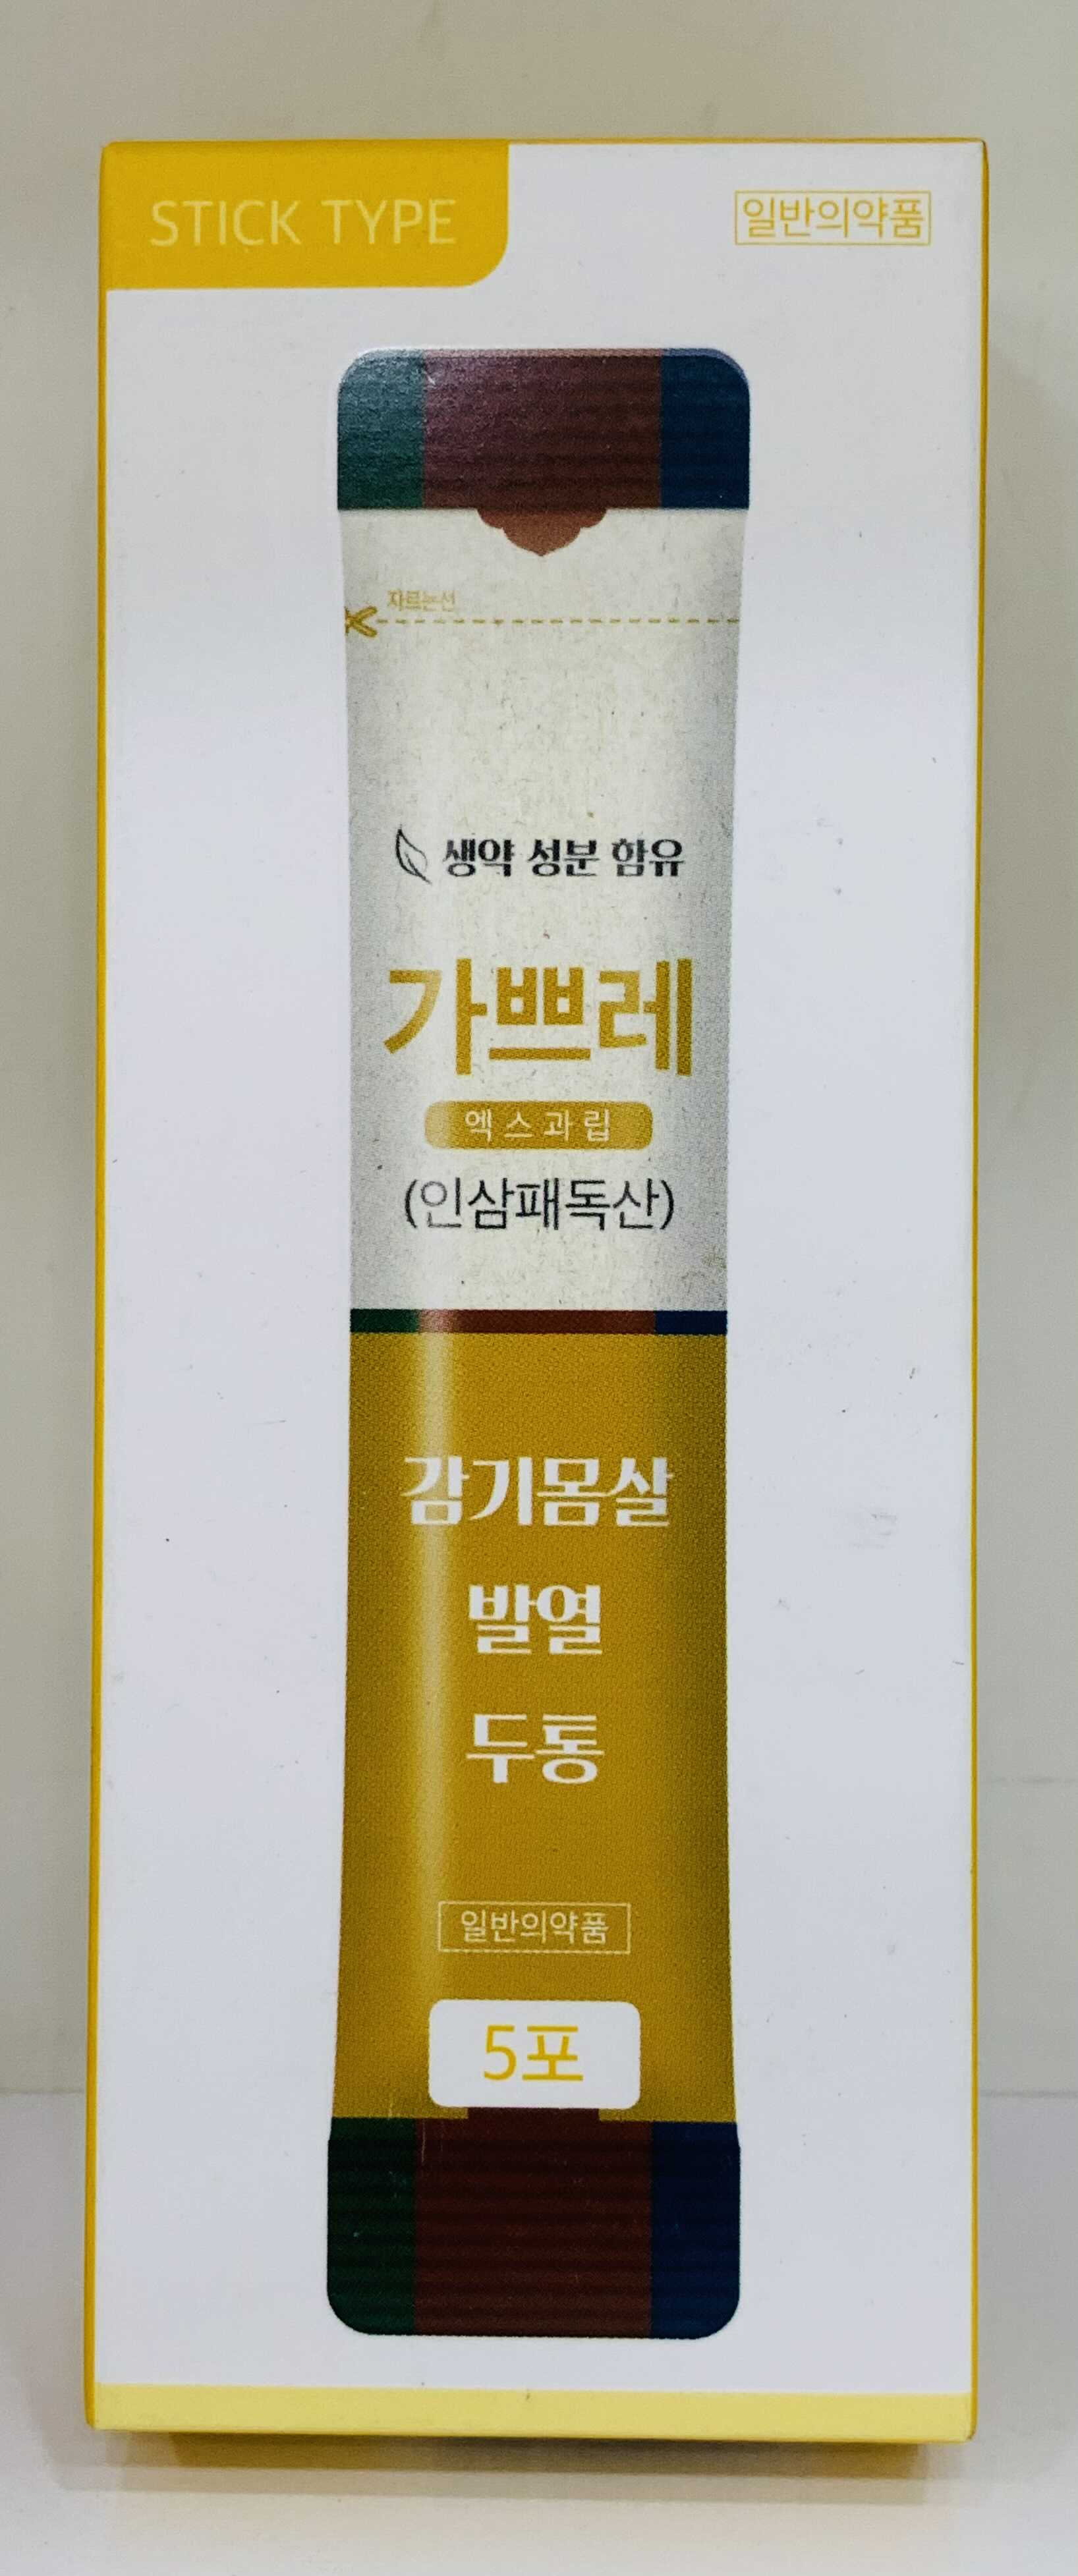 STICK TYPE
일반의약품
자르는선
생약 성분 함유
가쁘레
엑스과립
(인삼패독산)
감기몸살
발열
두통
일반의약품
5포